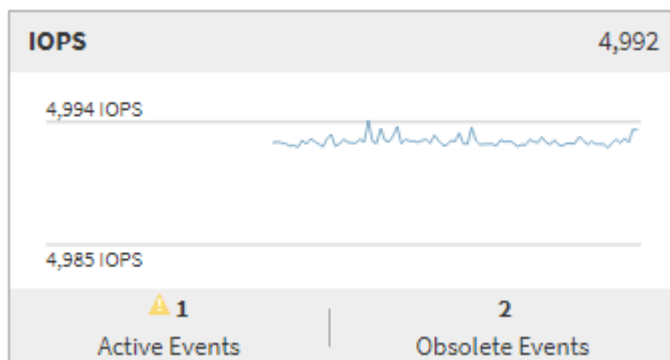 IOPS 4,992
4,994 IOPS
4,985 IOPS
1 2
Active Events Obsolete Events